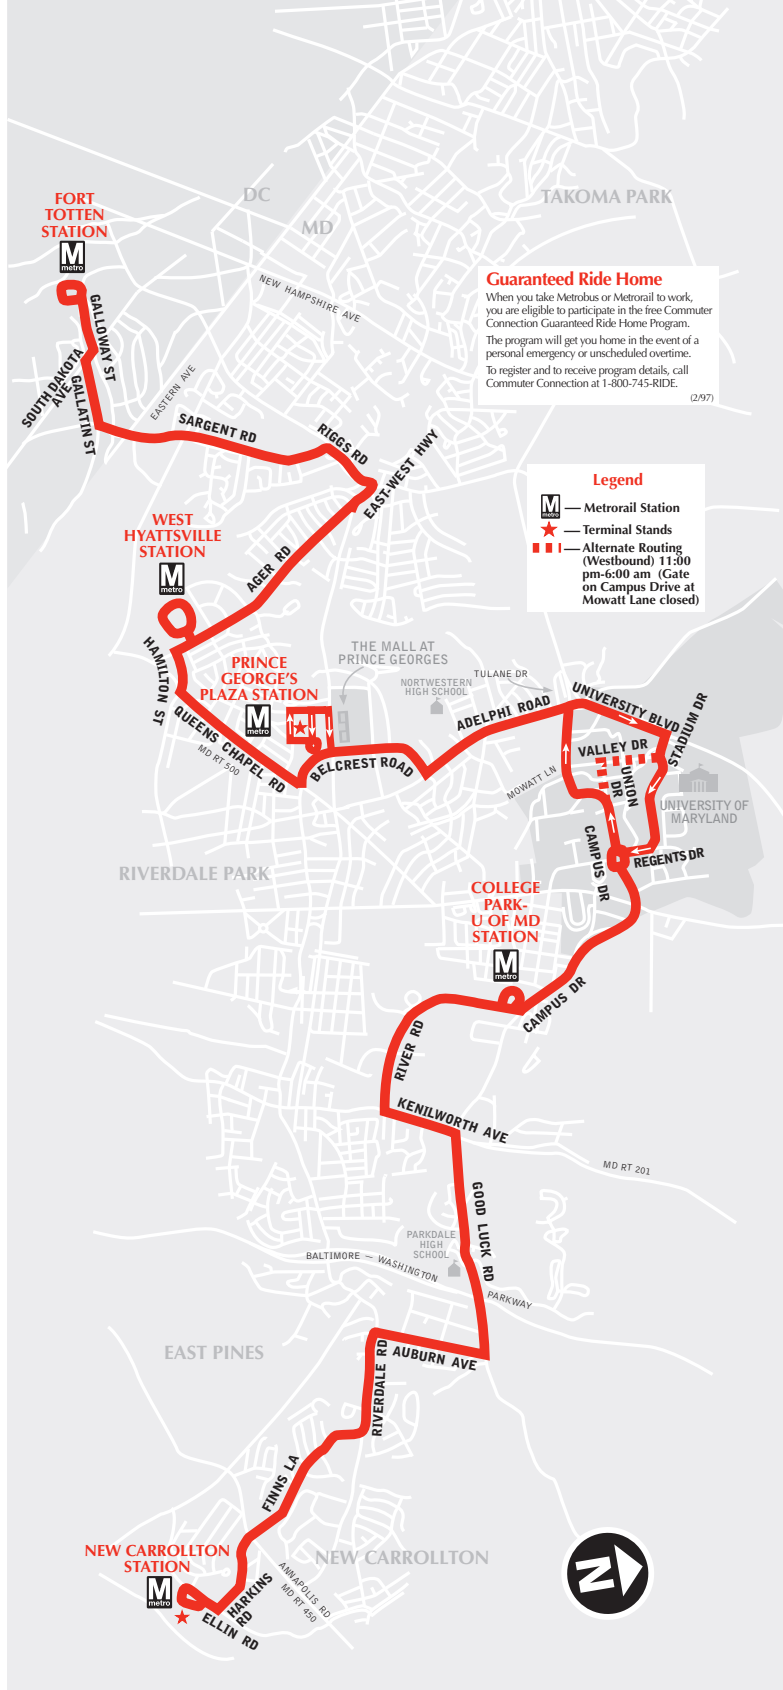 DC
TAKOMA PARK
FORT
TOTTEN
STATION
M
metro
MD
NEW HAMPSHIRE AVE
Guaranteed Ride Home
When you take Metrobus or Metrorail to work,
you are eligible to participate in the free Commuter
Connection Guaranteed Ride Home Program.
The program will get you home in the event of a
personal emergency or unscheduled overtime.
To register and to receive program details, call
Commuter Connection at 1-800-745-RIDE.
(2/97)
GALLOWAY ST
SOUTH DAKOTA
AVE
GALLATIN ST
EASTERN AVE
SARGENT RD
RIGGS RD
EAST-WEST HWY
Legend
M
metro
— Metrorail Station
— Terminal Stands
— Alternate Routing
(Westbound) 11:00
pm-6:00 am (Gate
on Campus Drive at
Mowatt Lane closed)
WEST
HYATTSVILLE
STATION
M
metro
AGER RD
HAMILTON ST
PRINCE
GEORGE'S
PLAZA STATION
M
metro
THE MALL AT
PRINCE GEORGES
NORTWESTERN
HIGH SCHOOL
TULANE DR
QUEENS CHAPEL RD
MD RT 500
BELCREST ROAD
ADELPHI ROAD
UNIVERSITY BLVD
STADIUM DR
VALLEY DR
UNION
DR
MOWATT LN
UNIVERSITY OF
MARYLAND
CAMPUS DR
REGENTS DR
RIVERDALE PARK
COLLEGE
PARK-
U OF MD
STATION
M
metro
CAMPUS DR
RIVER RD
KENILWORTH AVE
MD RT 201
GOOD LUCK RD
PARKDALE
HIGH
SCHOOL
BALTIMORE — WASHINGTON
PARKWAY
EAST PINES
RIVERDALE RD
AUBURN AVE
FINNS LA
NEW CARROLLTON
STATION
M
metro
NEW CARROLLTON
ANNAPOLIS RD
MD RT 450
HARKINS
RD
ELLIN RD
N